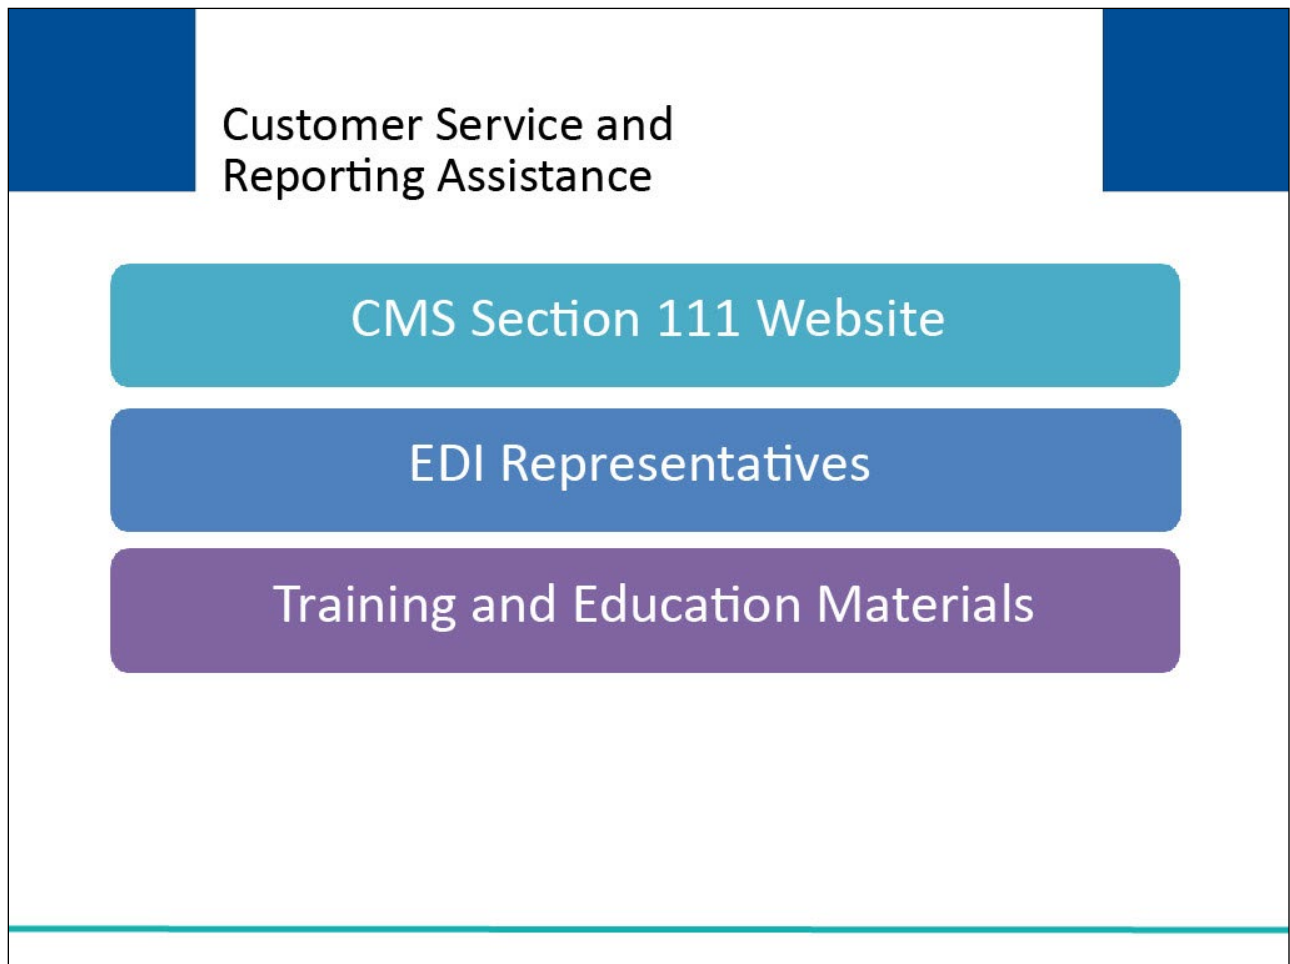 Customer Service and
Reporting Assistance
CMS Section 111 Website
EDI Representatives
Training and Education Materials